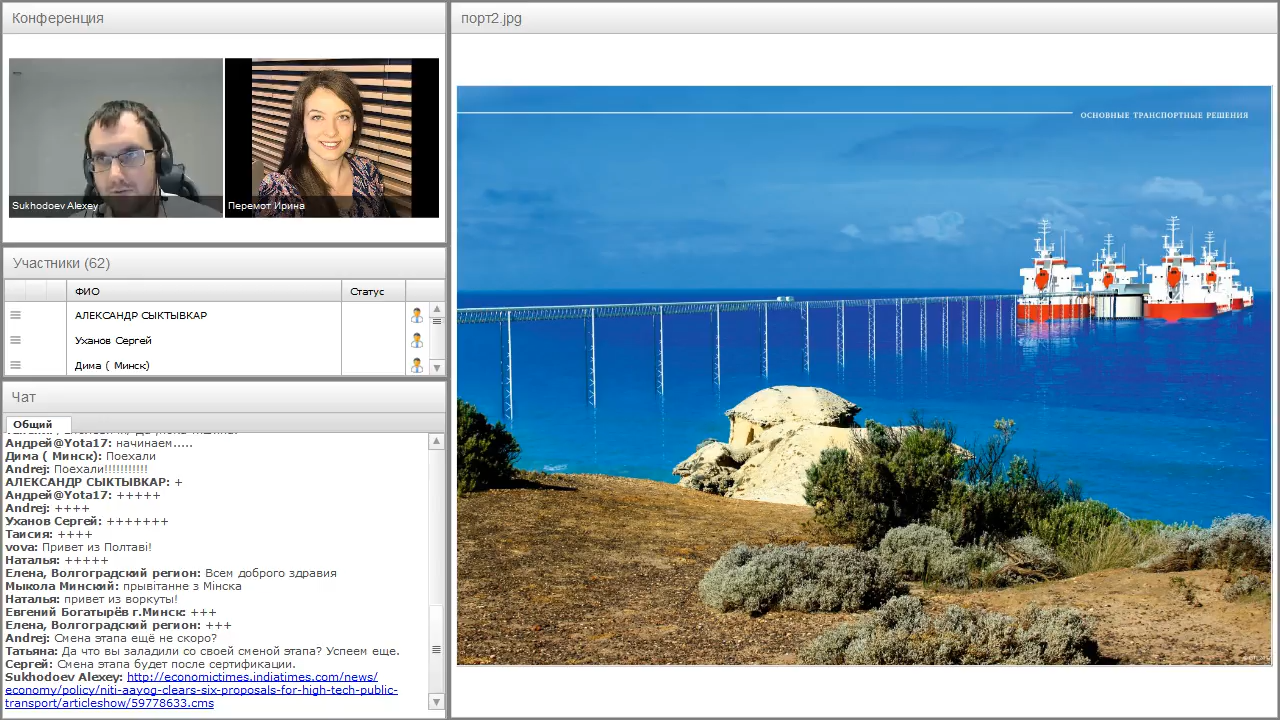 Конференция
Sukhodoev Alexey
Перемот Ирина
Участники (62)
ФИО
Статус
АЛЕКСАНДР СЫКТЫВКАР
Уханов Сергей
Дима ( Минск)
Чат
Общий
Андрей@Yota17: начинаем.....
Дима ( Минск): Поехали
Andrej: Поехали!!!!!!!!!!!
АЛЕКСАНДР СЫКТЫВКАР: +
Андрей@Yota17: +++++
Andrej: ++++
Уханов Сергей: +++++++
Таисия: ++++
vova: Привет из Полтаві!
Наталья: +++++
Елена, Волгоградский регион: Всем доброго здравия
Мыкола Минский: прывітанне з Мінска
Наталья: привет из воркуты!
Евгений Богатырёв г.Минск: +++
Елена, Волгоградский регион: +++
Andrej: Смена этапа ещё не скоро?
Татьяна: Да что вы заладили со своей сменой этапа? Успеем еще.
Сергей: Смена этапа будет после сертификации.
Sukhodoev Alexey: http://economictimes.indiatimes.com/news/
economy/policy/niti-aayog-clears-six-proposals-for-high-tech-public-
transport/articleshow/59778633.cms
порт2.jpg
ОСНОВНЫЕ ТРАНСПОРТНЫЕ РЕШЕНИЯ